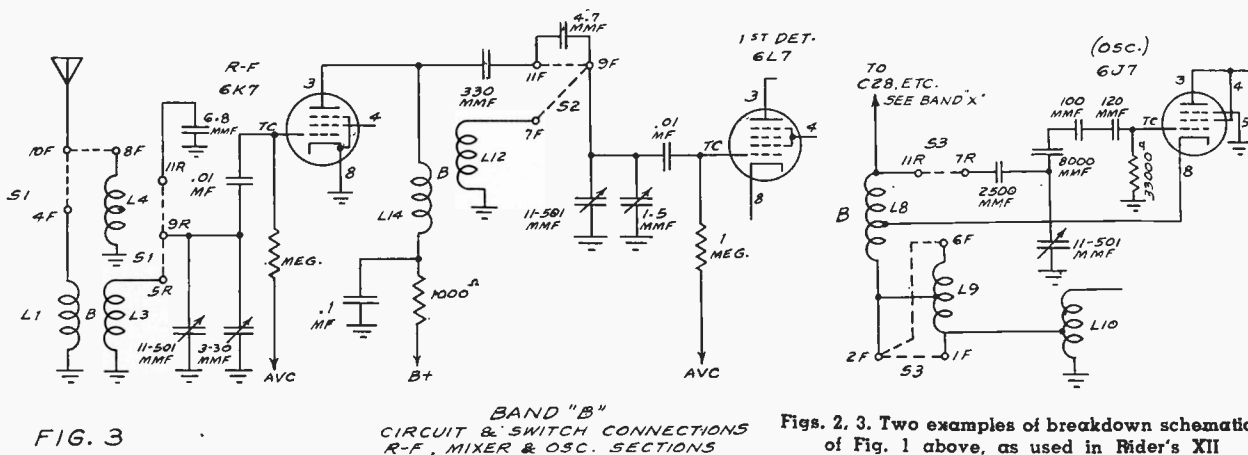 R-F
6K7
3
4
TC
8
6.8
MMF
10F
8F
11R
.01
MF
S1
L4
4F
9R
S1
5R
L1
B
L3
11-501
MMF
3-30
MMF
MEG.
AVC
330
MMF
4.7
MMF
11F
9F
S2
7F
L12
B
L14
.1
MF
1000Ω
B+
1ST DET.
6L7
3
4
TC
8
.01
MF
11-501
MMF
1-5
MMF
1
MEG.
AVC
(OSC.)
6J7
3
4
5
8
TO
C28, ETC.
SEE BAND "X"
100
MMF
120
MMF
TC
S3
11R
7R
8000
MMF
33000
2500
MMF
B
L8
11-501
MMF
6F
L9
L10
2F
1F
S3
FIG. 3
BAND "B"
CIRCUIT & SWITCH CONNECTIONS
R-F, MIXER & OSC. SECTIONS
Figs. 2, 3. Two examples of breakdown schematic
of Fig. 1 above, as used in Rider's XII